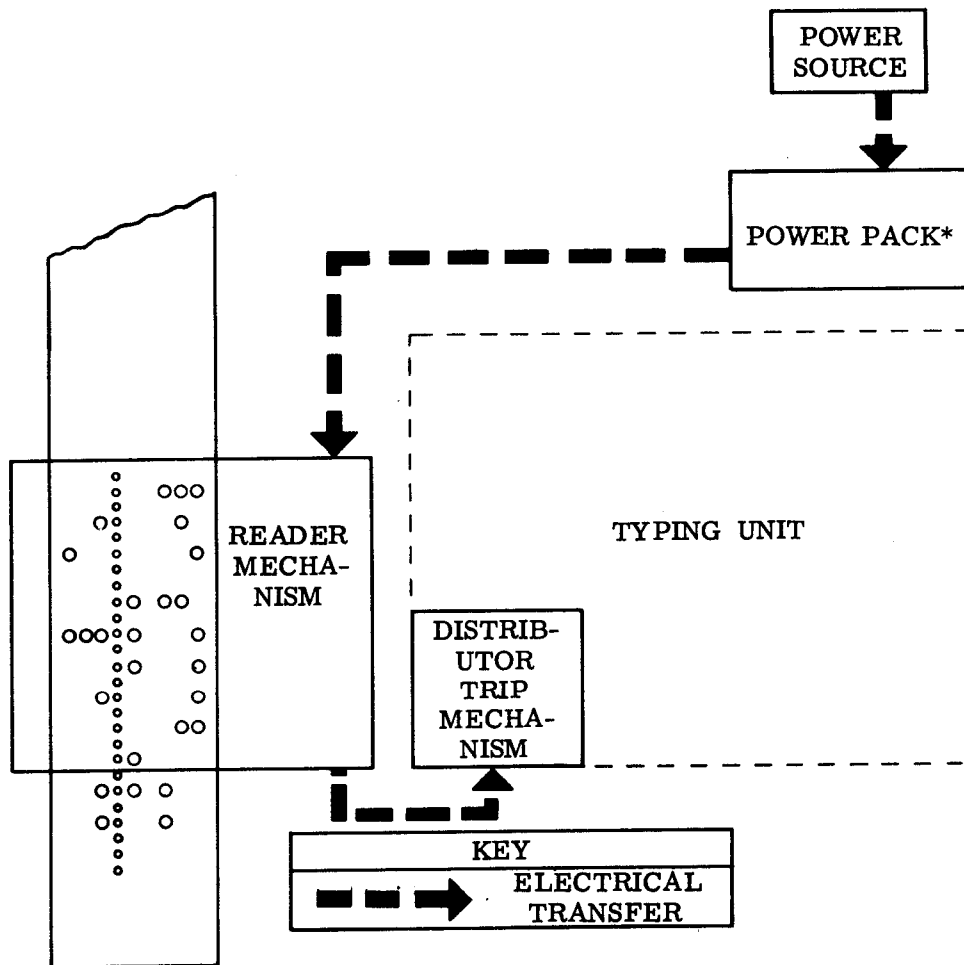 POWER
SOURCE
POWER PACK*
READER
MECHA-
NISM
TYPING UNIT
DISTRIB-
UTOR
TRIP
MECHA-
NISM
KEY
ELECTRICAL
TRANSFER